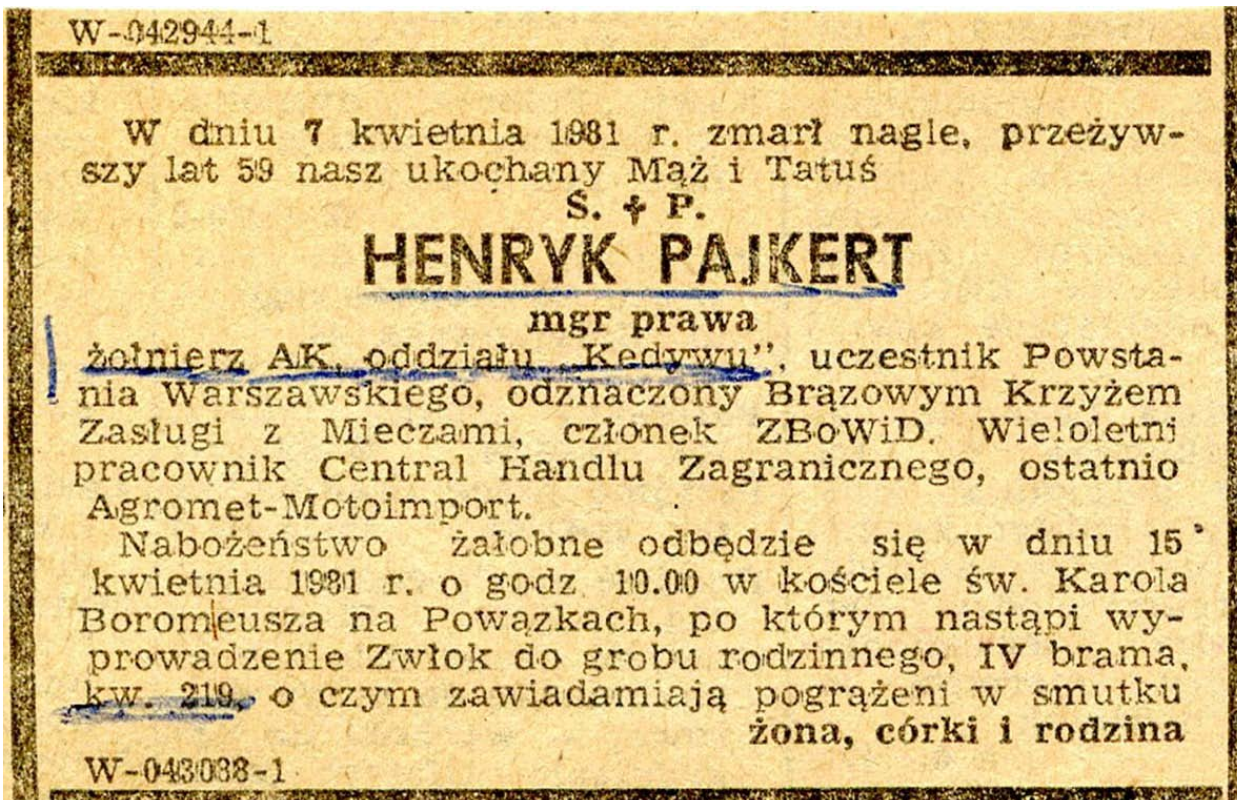 W-042944-1
W dniu 7 kwietnia 1981 r. zmarł nagle, przeżyw-
szy lat 59 nasz ukochany Mąż i Tatuś
Ś. † P.
HENRYK PAJKERT
mgr prawa
żołnierz AK, oddziału „Kedywu", uczestnik Powsta-
nia Warszawskiego, odznaczony Brązowym Krzyżem
Zasługi z Mieczami, członek ZBoWiD. Wieloletni
pracownik Central Handlu Zagranicznego, ostatnio
Agromet-Motoimport.
Nabożeństwo żałobne odbędzie się w dniu 15
kwietnia 1981 r. o godz 10.00 w kościele św. Karola
Boromeusza na Powązkach, po którym nastąpi wy-
prowadzenie Zwłok do grobu rodzinnego, IV brama,
kw. 219, o czym zawiadamiają pogrążeni w smutku
żona, córki i rodzina
W-043038-1